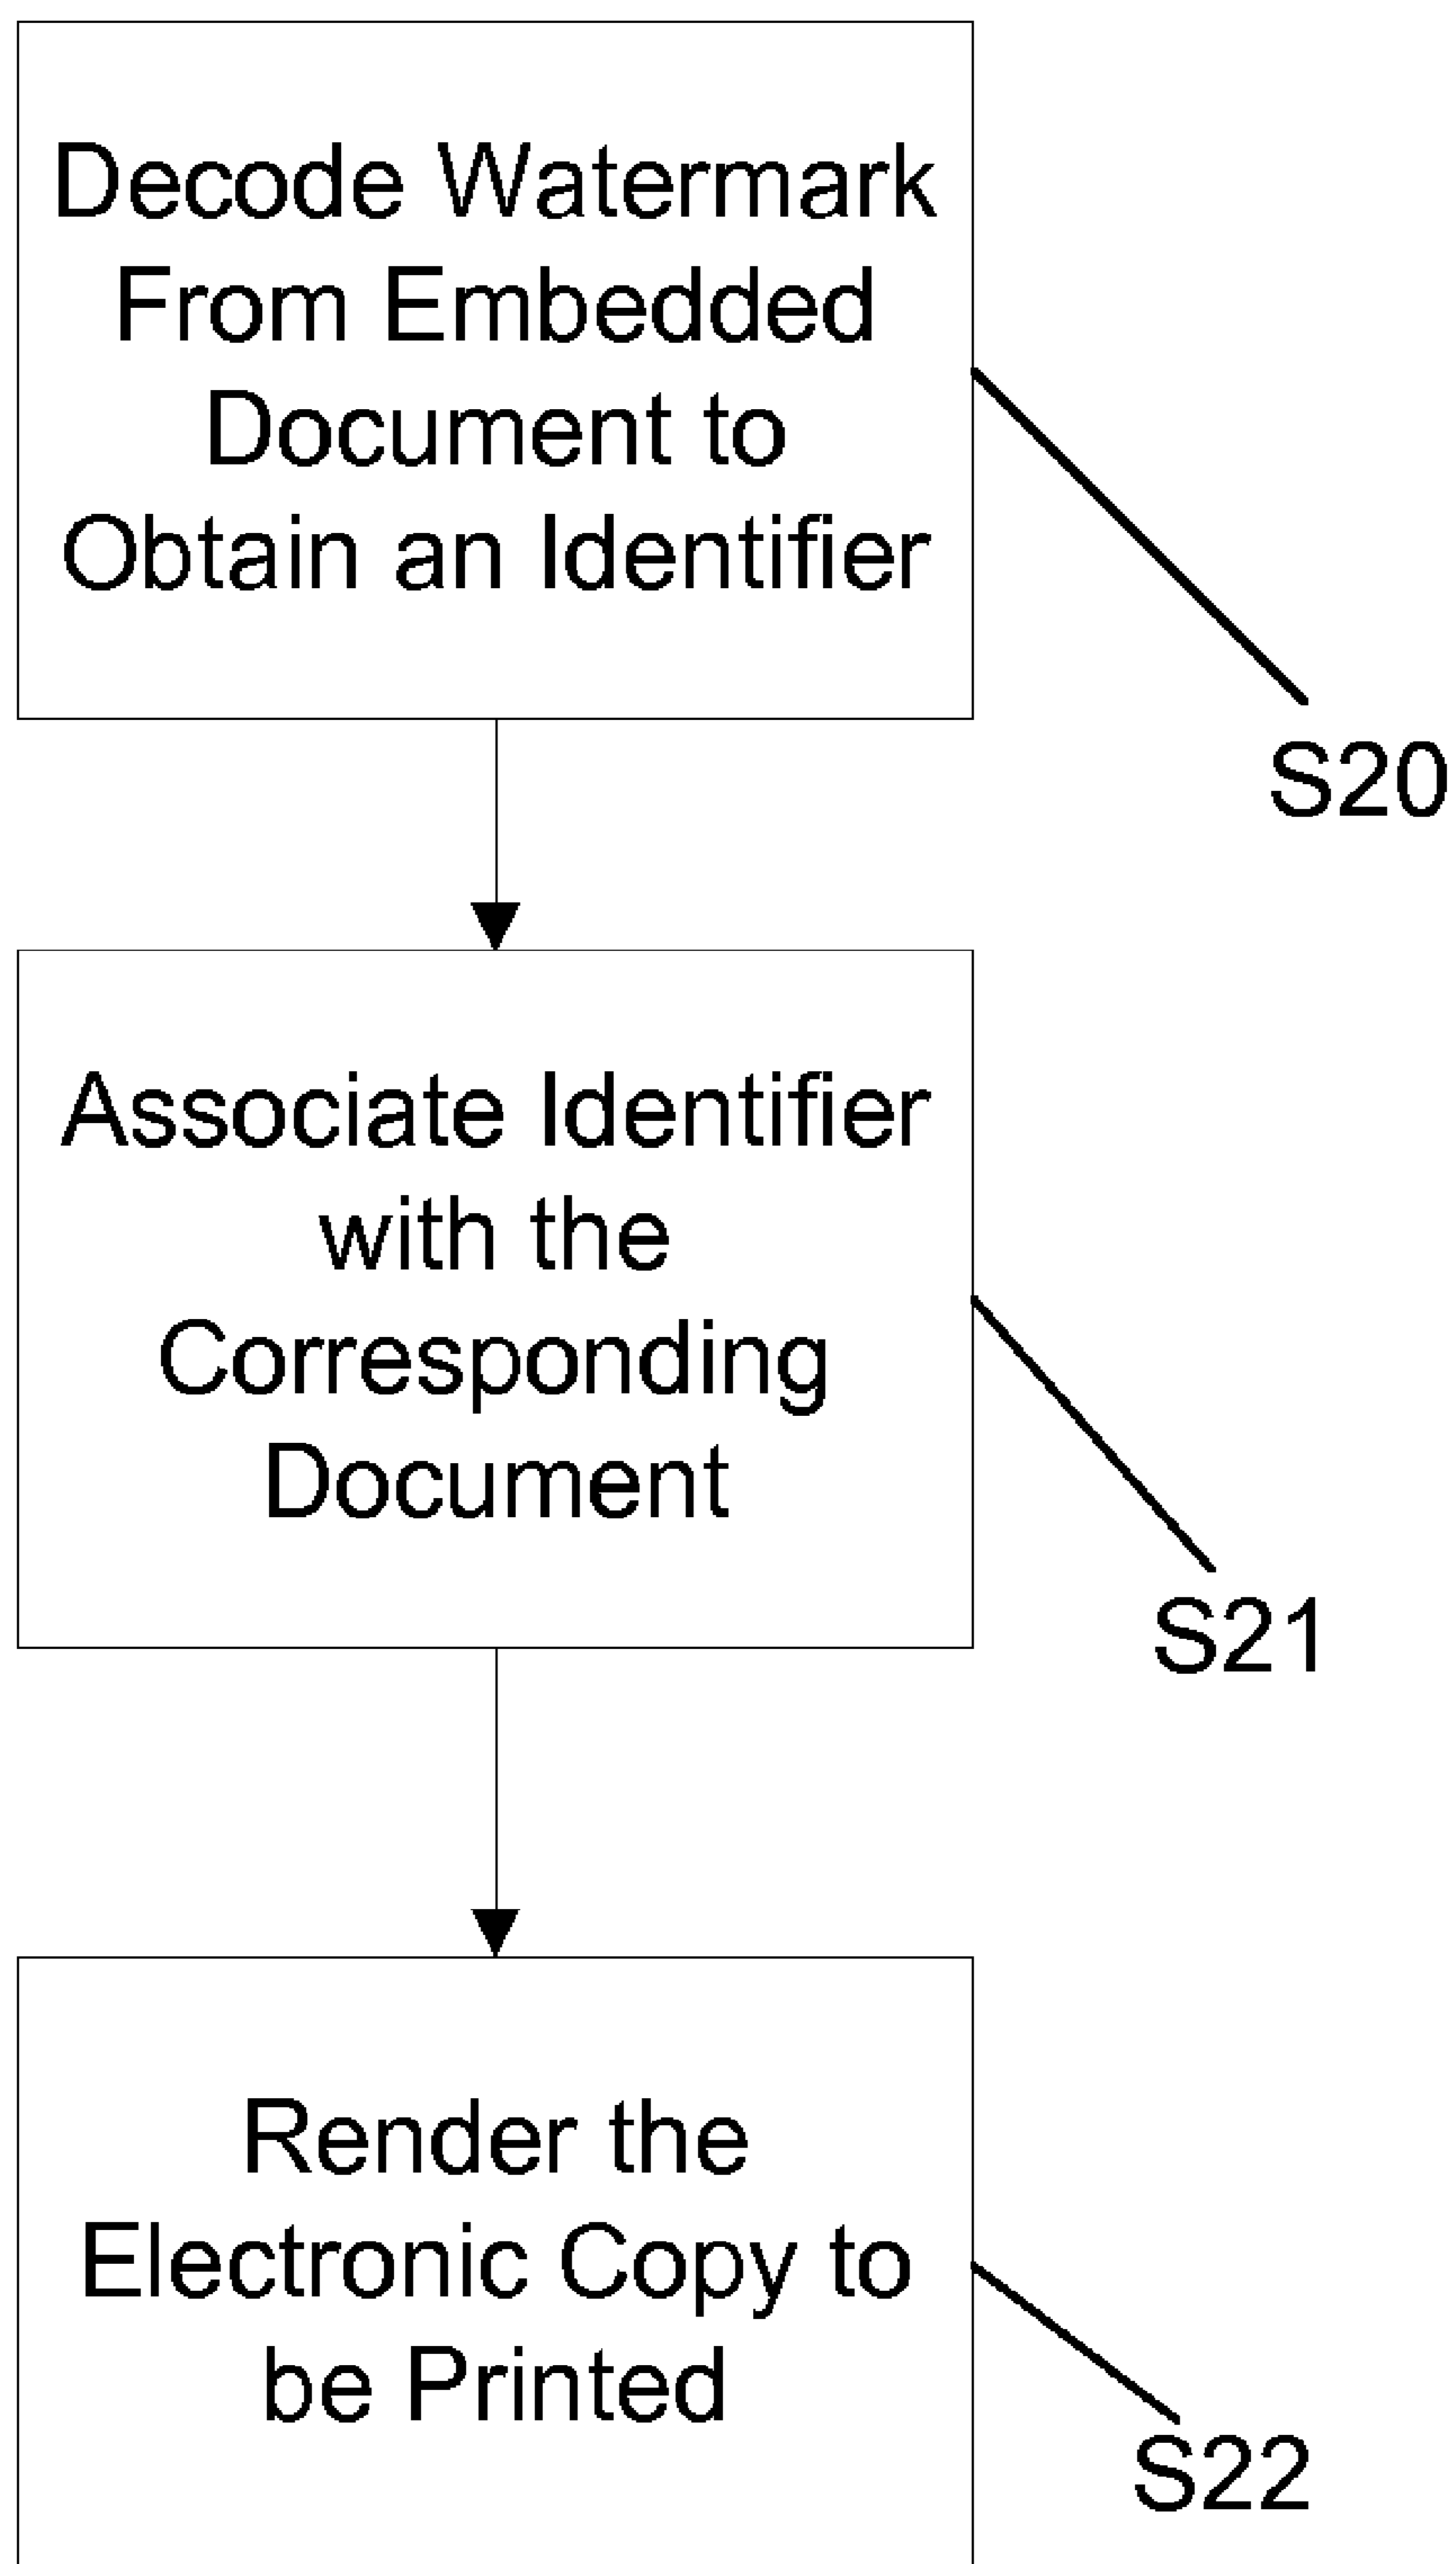 Decode Watermark
From Embedded
Document to
Obtain an Identifier
S20
Associate Identifier
with the
Corresponding
Document
S21
Render the
Electronic Copy to
be Printed
S22